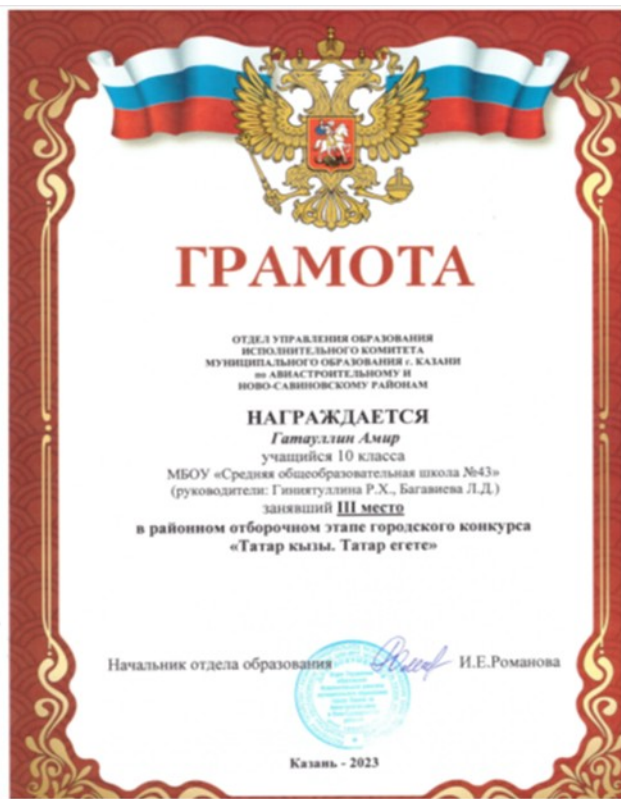 ГРАМОТА
ОТДЕЛ УПРАВЛЕНИЯ ОБРАЗОВАНИЯ
ИСПОЛНИТЕЛЬНОГО КОМИТЕТА
МУНИЦИПАЛЬНОГО ОБРАЗОВАНИЯ г. КАЗАНИ
по АВИАСТРОИТЕЛЬНОМУ И
НОВО-САВИНОВСКОМУ РАЙОНАМ
НАГРАЖДАЕТСЯ
Гатауллин Амир
учащийся 10 класса
МБОУ «Средняя общеобразовательная школа №43»
(руководители: Гиниятуллина Р.Х., Багавиева Л.Д.)
занявший III место
в районном отборочном этапе городского конкурса
«Татар кызы. Татар егете»
Начальник отдела образования И.Е.Романова
Казань - 2023